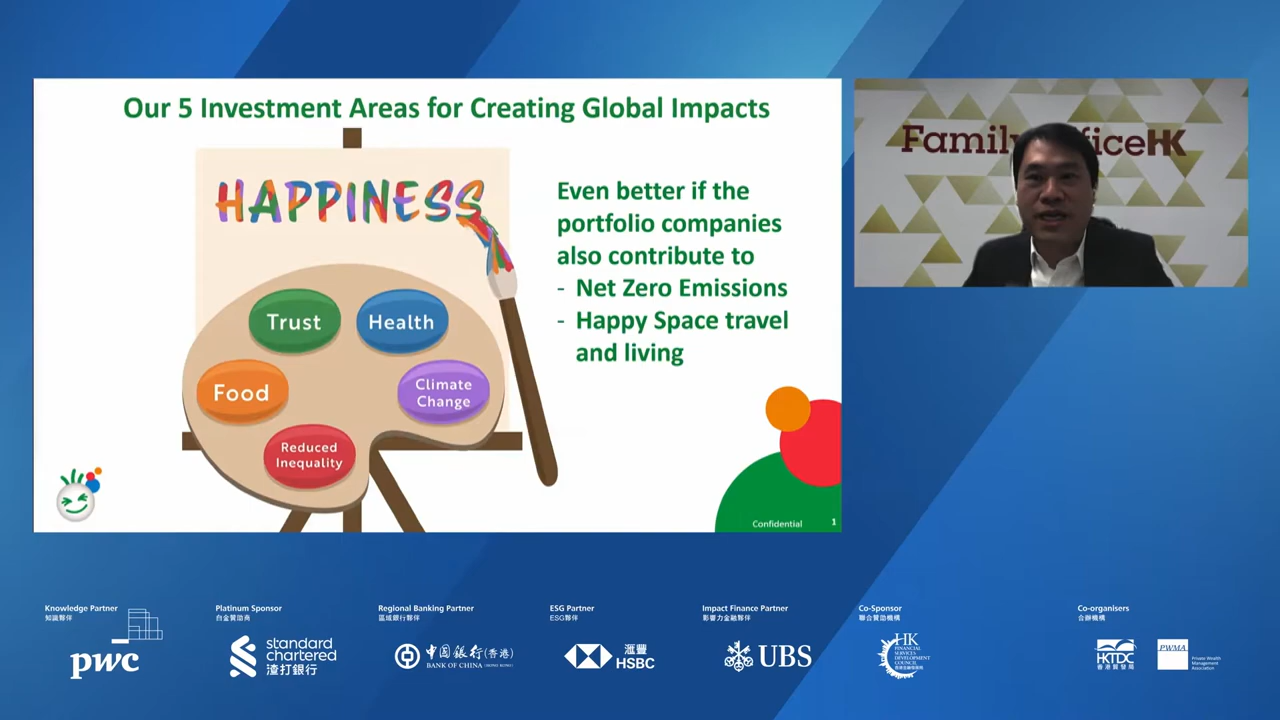 Our 5 Investment Areas for Creating Global Impacts
HAPPINESS
Trust
Health
Food
Climate
Change
Reduced
Inequality
Even better if the
portfolio companies
also contribute to
- Net Zero Emissions
- Happy Space travel
and living
Confidential
1
FamilyOfficeHK
Knowledge Partner
知識夥伴
pwc
Platinum Sponsor
白金贊助商
standard
chartered
渣打銀行
Regional Banking Partner
區域銀行夥伴
中國銀行(香港)
BANK OF CHINA (HONG KONG)
ESG Partner
ESG夥伴
滙豐
HSBC
Impact Finance Partner
影響力金融夥伴
UBS
Co-Sponsor
聯合贊助機構
HK
FINANCIAL
SERVICES
DEVELOPMENT
COUNCIL
香港金融發展局
Co-organisers
合辦機構
HKTDC
香港貿發局
PWMA
Private Wealth
Management
Association